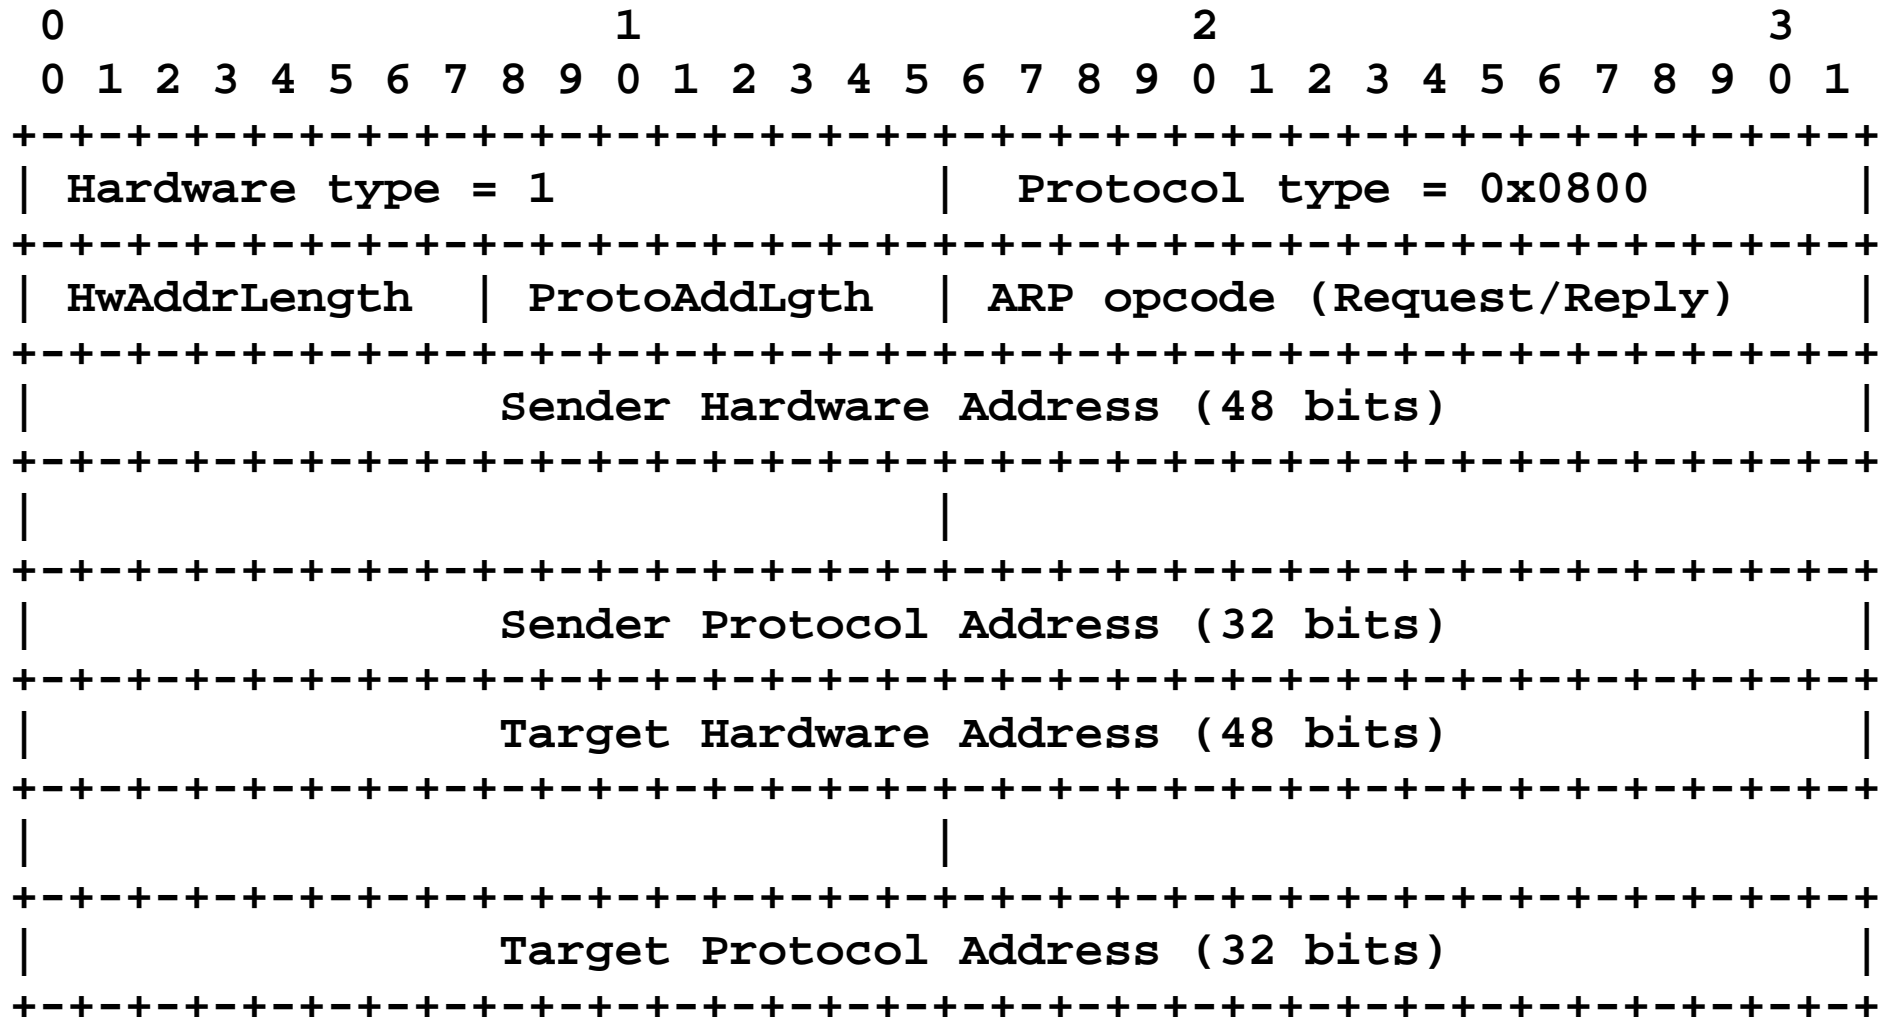 0                   1                   2                   3
 0 1 2 3 4 5 6 7 8 9 0 1 2 3 4 5 6 7 8 9 0 1 2 3 4 5 6 7 8 9 0 1
+-+-+-+-+-+-+-+-+-+-+-+-+-+-+-+-+-+-+-+-+-+-+-+-+-+-+-+-+-+-+-+-+
| Hardware type = 1             |  Protocol type = 0x0800       |
+-+-+-+-+-+-+-+-+-+-+-+-+-+-+-+-+-+-+-+-+-+-+-+-+-+-+-+-+-+-+-+-+
| HwAddrLength  | ProtoAddLgth  | ARP opcode (Request/Reply)    |
+-+-+-+-+-+-+-+-+-+-+-+-+-+-+-+-+-+-+-+-+-+-+-+-+-+-+-+-+-+-+-+-+
|                Sender Hardware Address (48 bits)              |
+-+-+-+-+-+-+-+-+-+-+-+-+-+-+-+-+-+-+-+-+-+-+-+-+-+-+-+-+-+-+-+-+
|                               |
+-+-+-+-+-+-+-+-+-+-+-+-+-+-+-+-+-+-+-+-+-+-+-+-+-+-+-+-+-+-+-+-+
|                Sender Protocol Address (32 bits)              |
+-+-+-+-+-+-+-+-+-+-+-+-+-+-+-+-+-+-+-+-+-+-+-+-+-+-+-+-+-+-+-+-+
|                Target Hardware Address (48 bits)              |
+-+-+-+-+-+-+-+-+-+-+-+-+-+-+-+-+-+-+-+-+-+-+-+-+-+-+-+-+-+-+-+-+
|                               |
+-+-+-+-+-+-+-+-+-+-+-+-+-+-+-+-+-+-+-+-+-+-+-+-+-+-+-+-+-+-+-+-+
|                Target Protocol Address (32 bits)              |
+-+-+-+-+-+-+-+-+-+-+-+-+-+-+-+-+-+-+-+-+-+-+-+-+-+-+-+-+-+-+-+-+